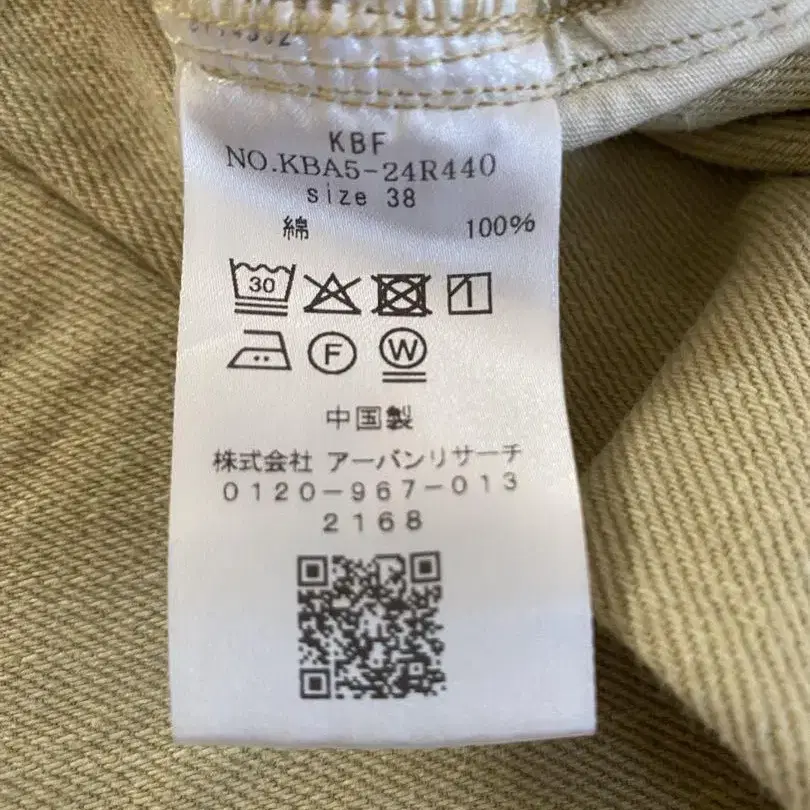 KBF
NO.KBA5-24R440
size 38
綿 100%
30
F W
中国製
株式会社 アーバンリサーチ
0120-967-013
2168